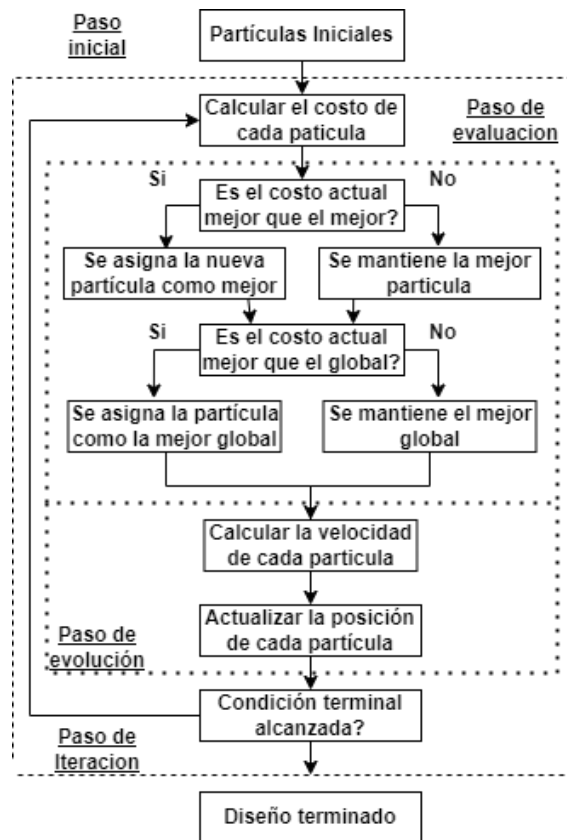 Paso
inicial
Partículas Iniciales
Calcular el costo de
cada paticula
Paso de
evaluacion
Si
No
Es el costo actual
mejor que el mejor?
Se asigna la nueva
partícula como mejor
Se mantiene la mejor
particula
Si
No
Es el costo actual
mejor que el global?
Se asigna la partícula
como la mejor global
Se mantiene el mejor
global
Calcular la velocidad
de cada particula
Actualizar la posición
de cada partícula
Paso de
evolución
Condición terminal
alcanzada?
Paso de
Iteracion
Diseño terminado